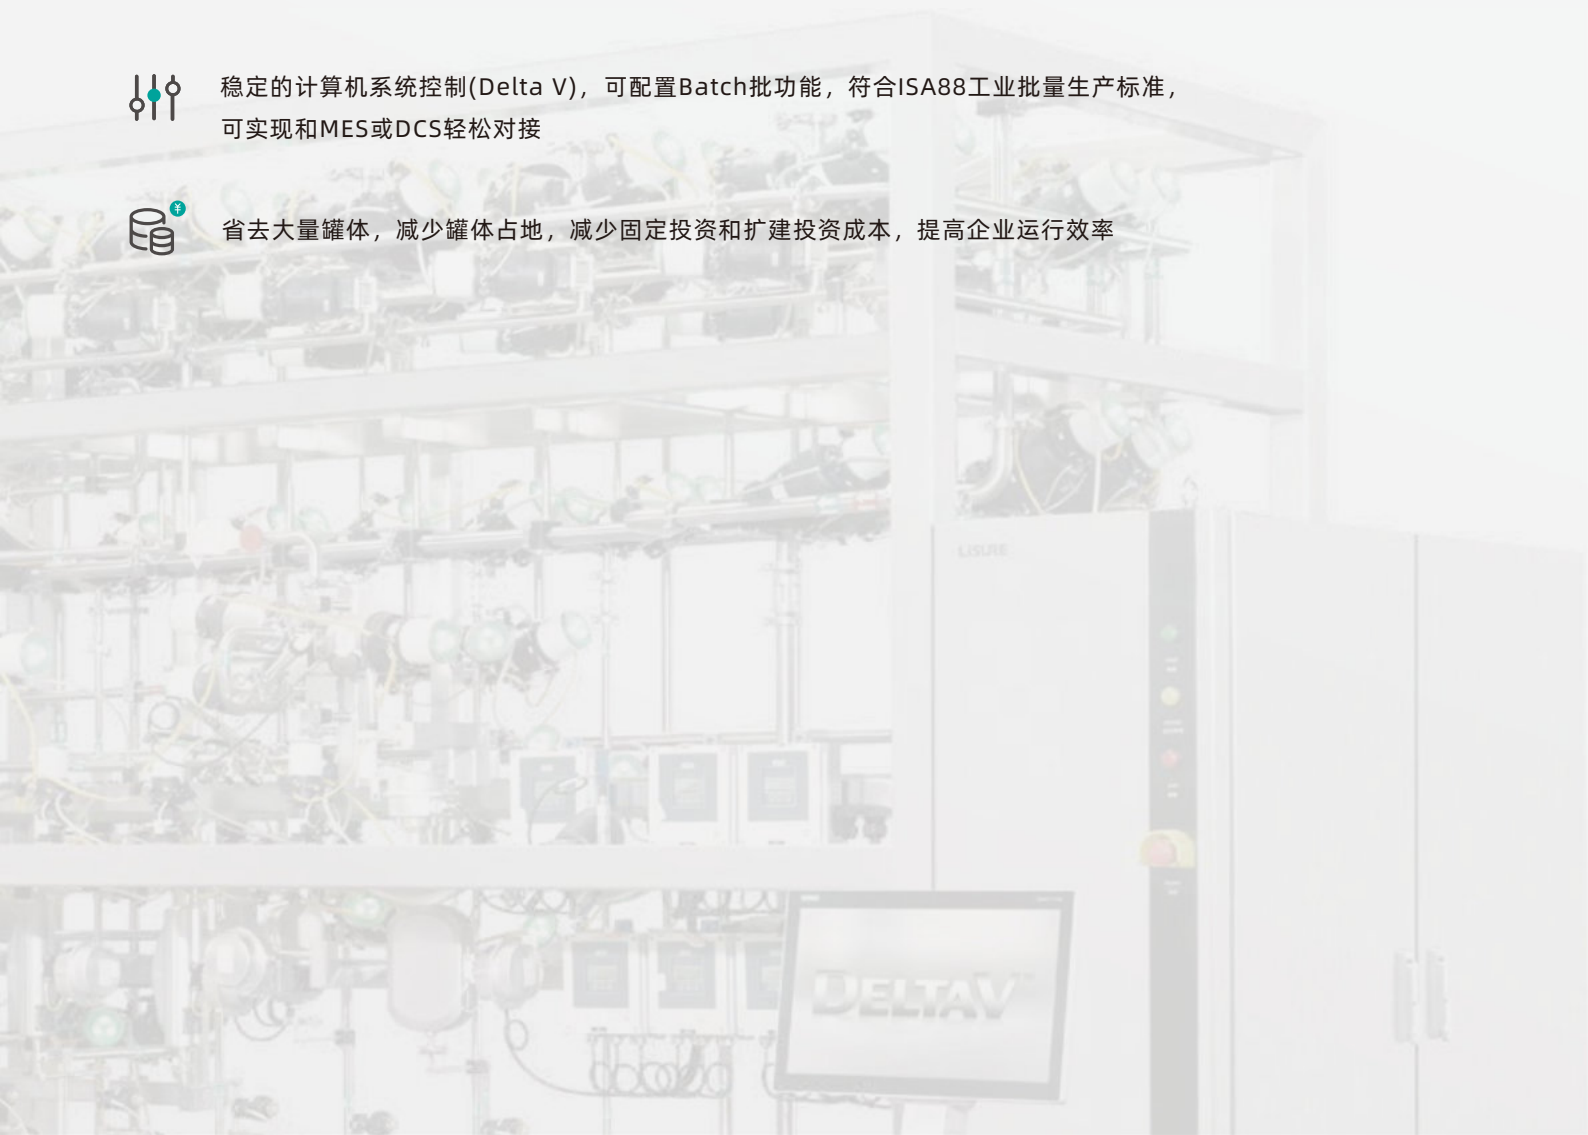 稳定的计算机系统控制(Delta V)，可配置Batch批功能，符合ISA88工业批量生产标准，
可实现和MES或DCS轻松对接
¥
省去大量罐体，减少罐体占地，减少固定投资和扩建投资成本，提高企业运行效率
DELTAV